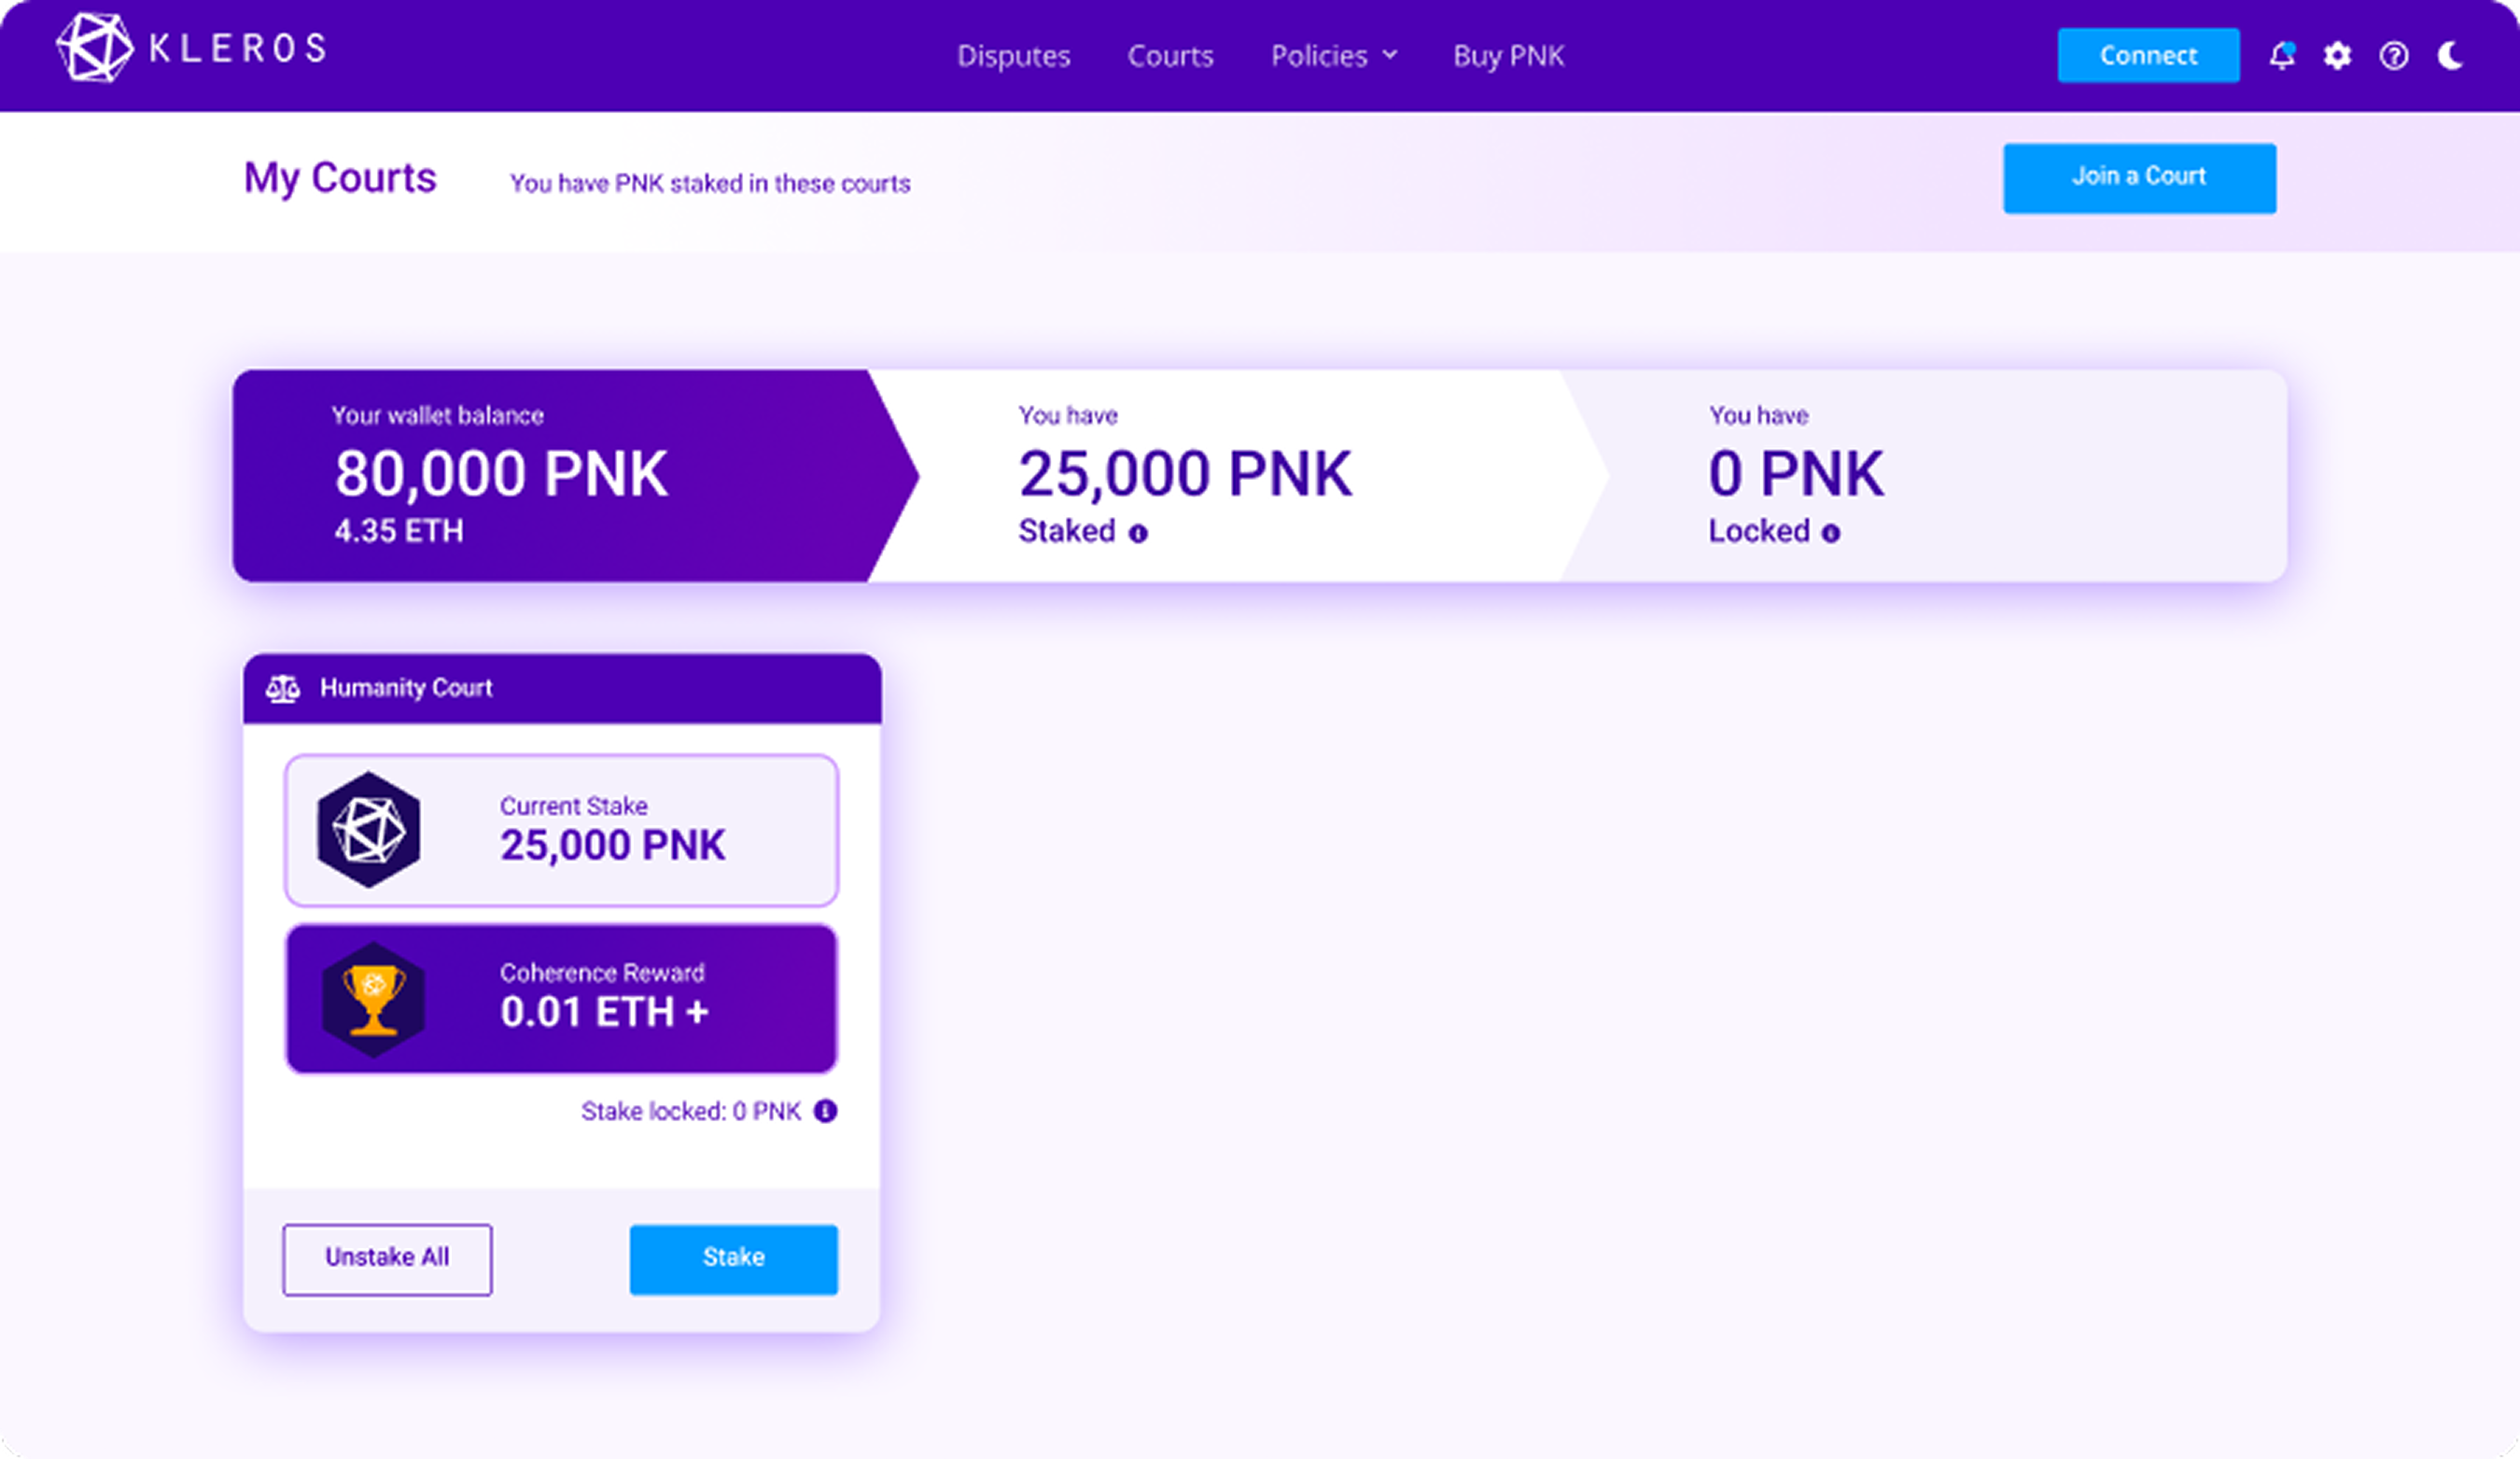 KLEROS
Disputes
Courts
Policies
Buy PNK
Connect
My Courts
You have PNK staked in these courts
Join a Court
Your wallet balance
80,000 PNK
4.35 ETH
You have
25,000 PNK
Staked
You have
0 PNK
Locked
Humanity Court
Current Stake
25,000 PNK
Coherence Reward
0.01 ETH +
Stake locked: 0 PNK
Unstake All
Stake